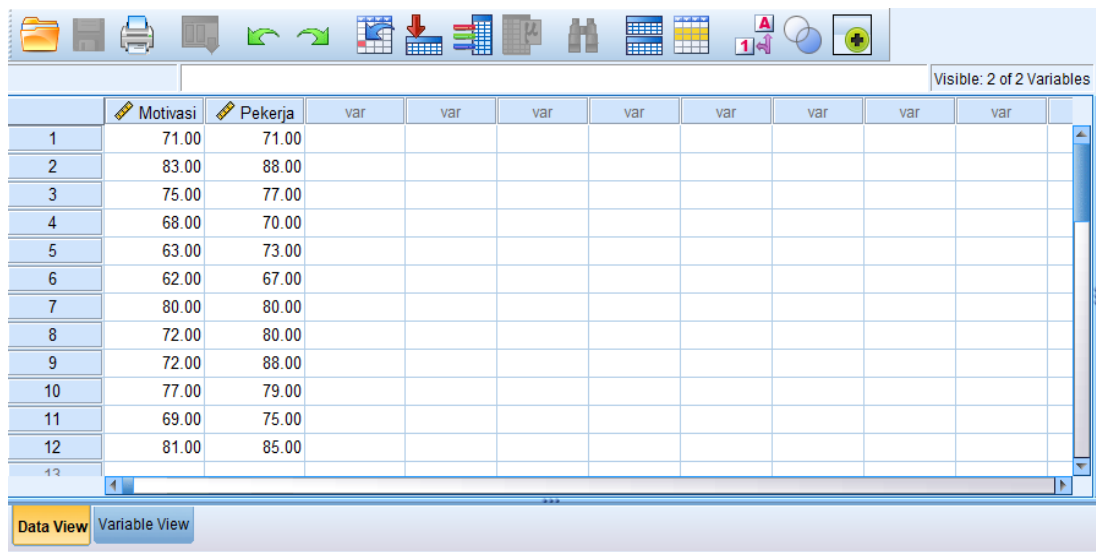 A
1
μ
Visible: 2 of 2 Variables
Motivasi Pekerja var var var var var var var var
1 71.00 71.00
2 83.00 88.00
3 75.00 77.00
4 68.00 70.00
5 63.00 73.00
6 62.00 67.00
7 80.00 80.00
8 72.00 80.00
9 72.00 88.00
10 77.00 79.00
11 69.00 75.00
12 81.00 85.00
13
Data View Variable View